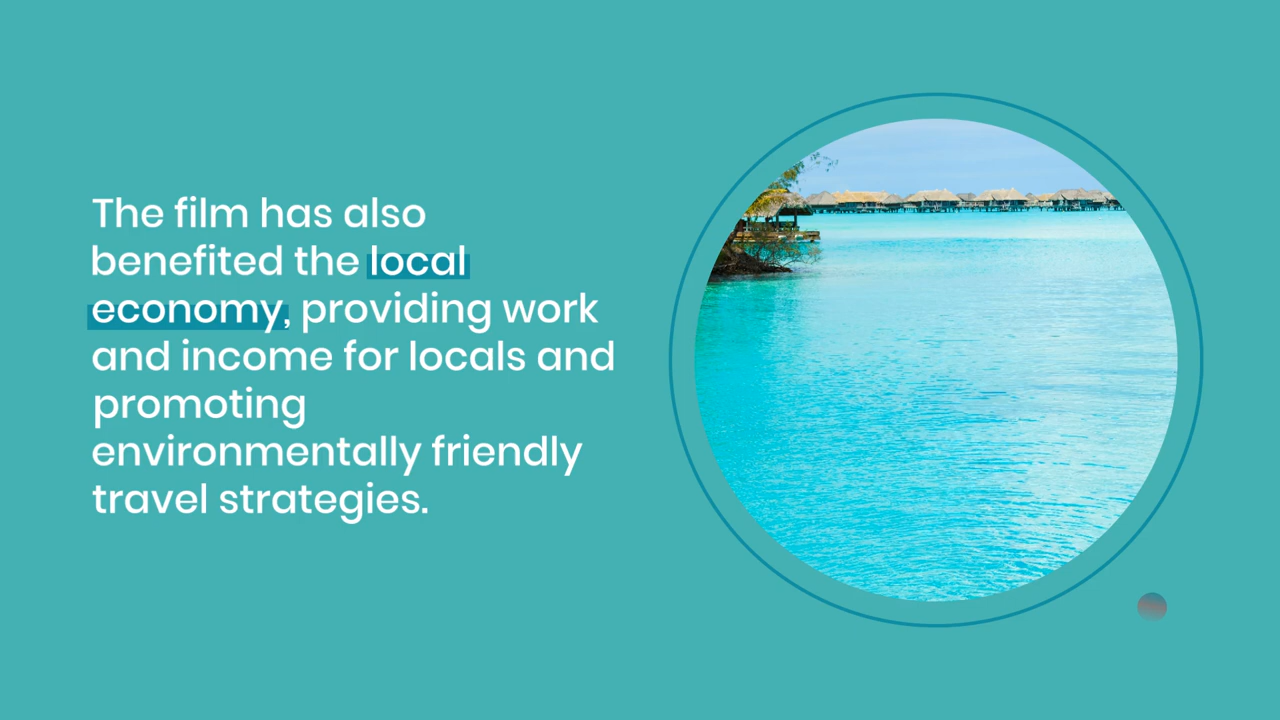 The film has also
benefited the local
economy, providing work
and income for locals and
promoting
environmentally friendly
travel strategies.